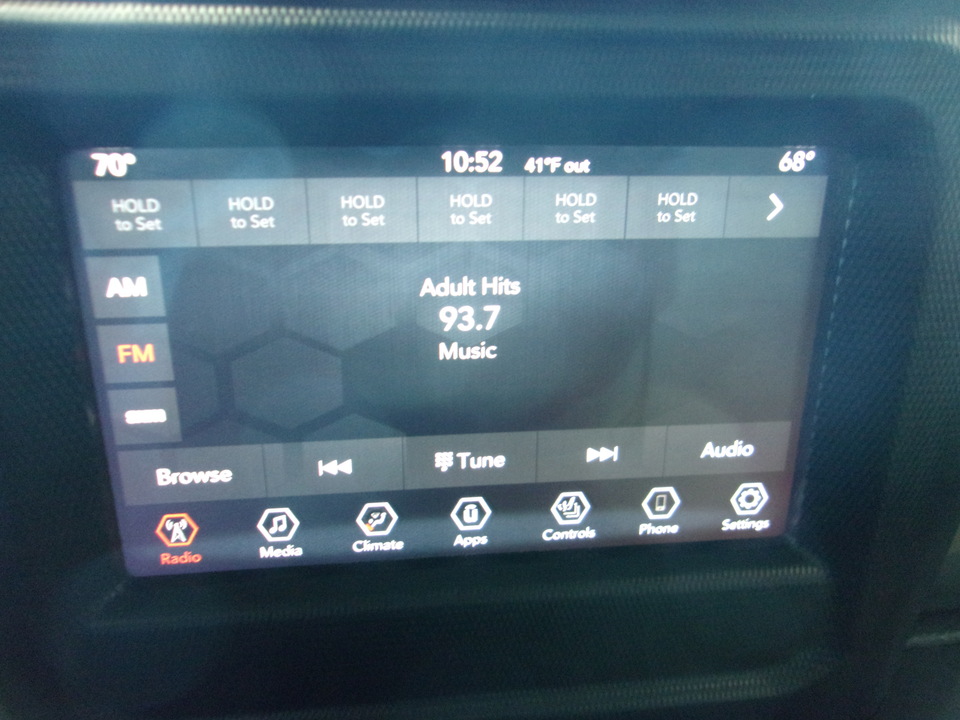 70° 10:52 41°F out 68°
HOLD to Set
HOLD to Set
HOLD to Set
HOLD to Set
HOLD to Set
HOLD to Set
AM
FM
Adult Hits
93.7
Music
Browse
Tune
Audio
Radio
Media
Climate
Apps
Controls
Phone
Settings